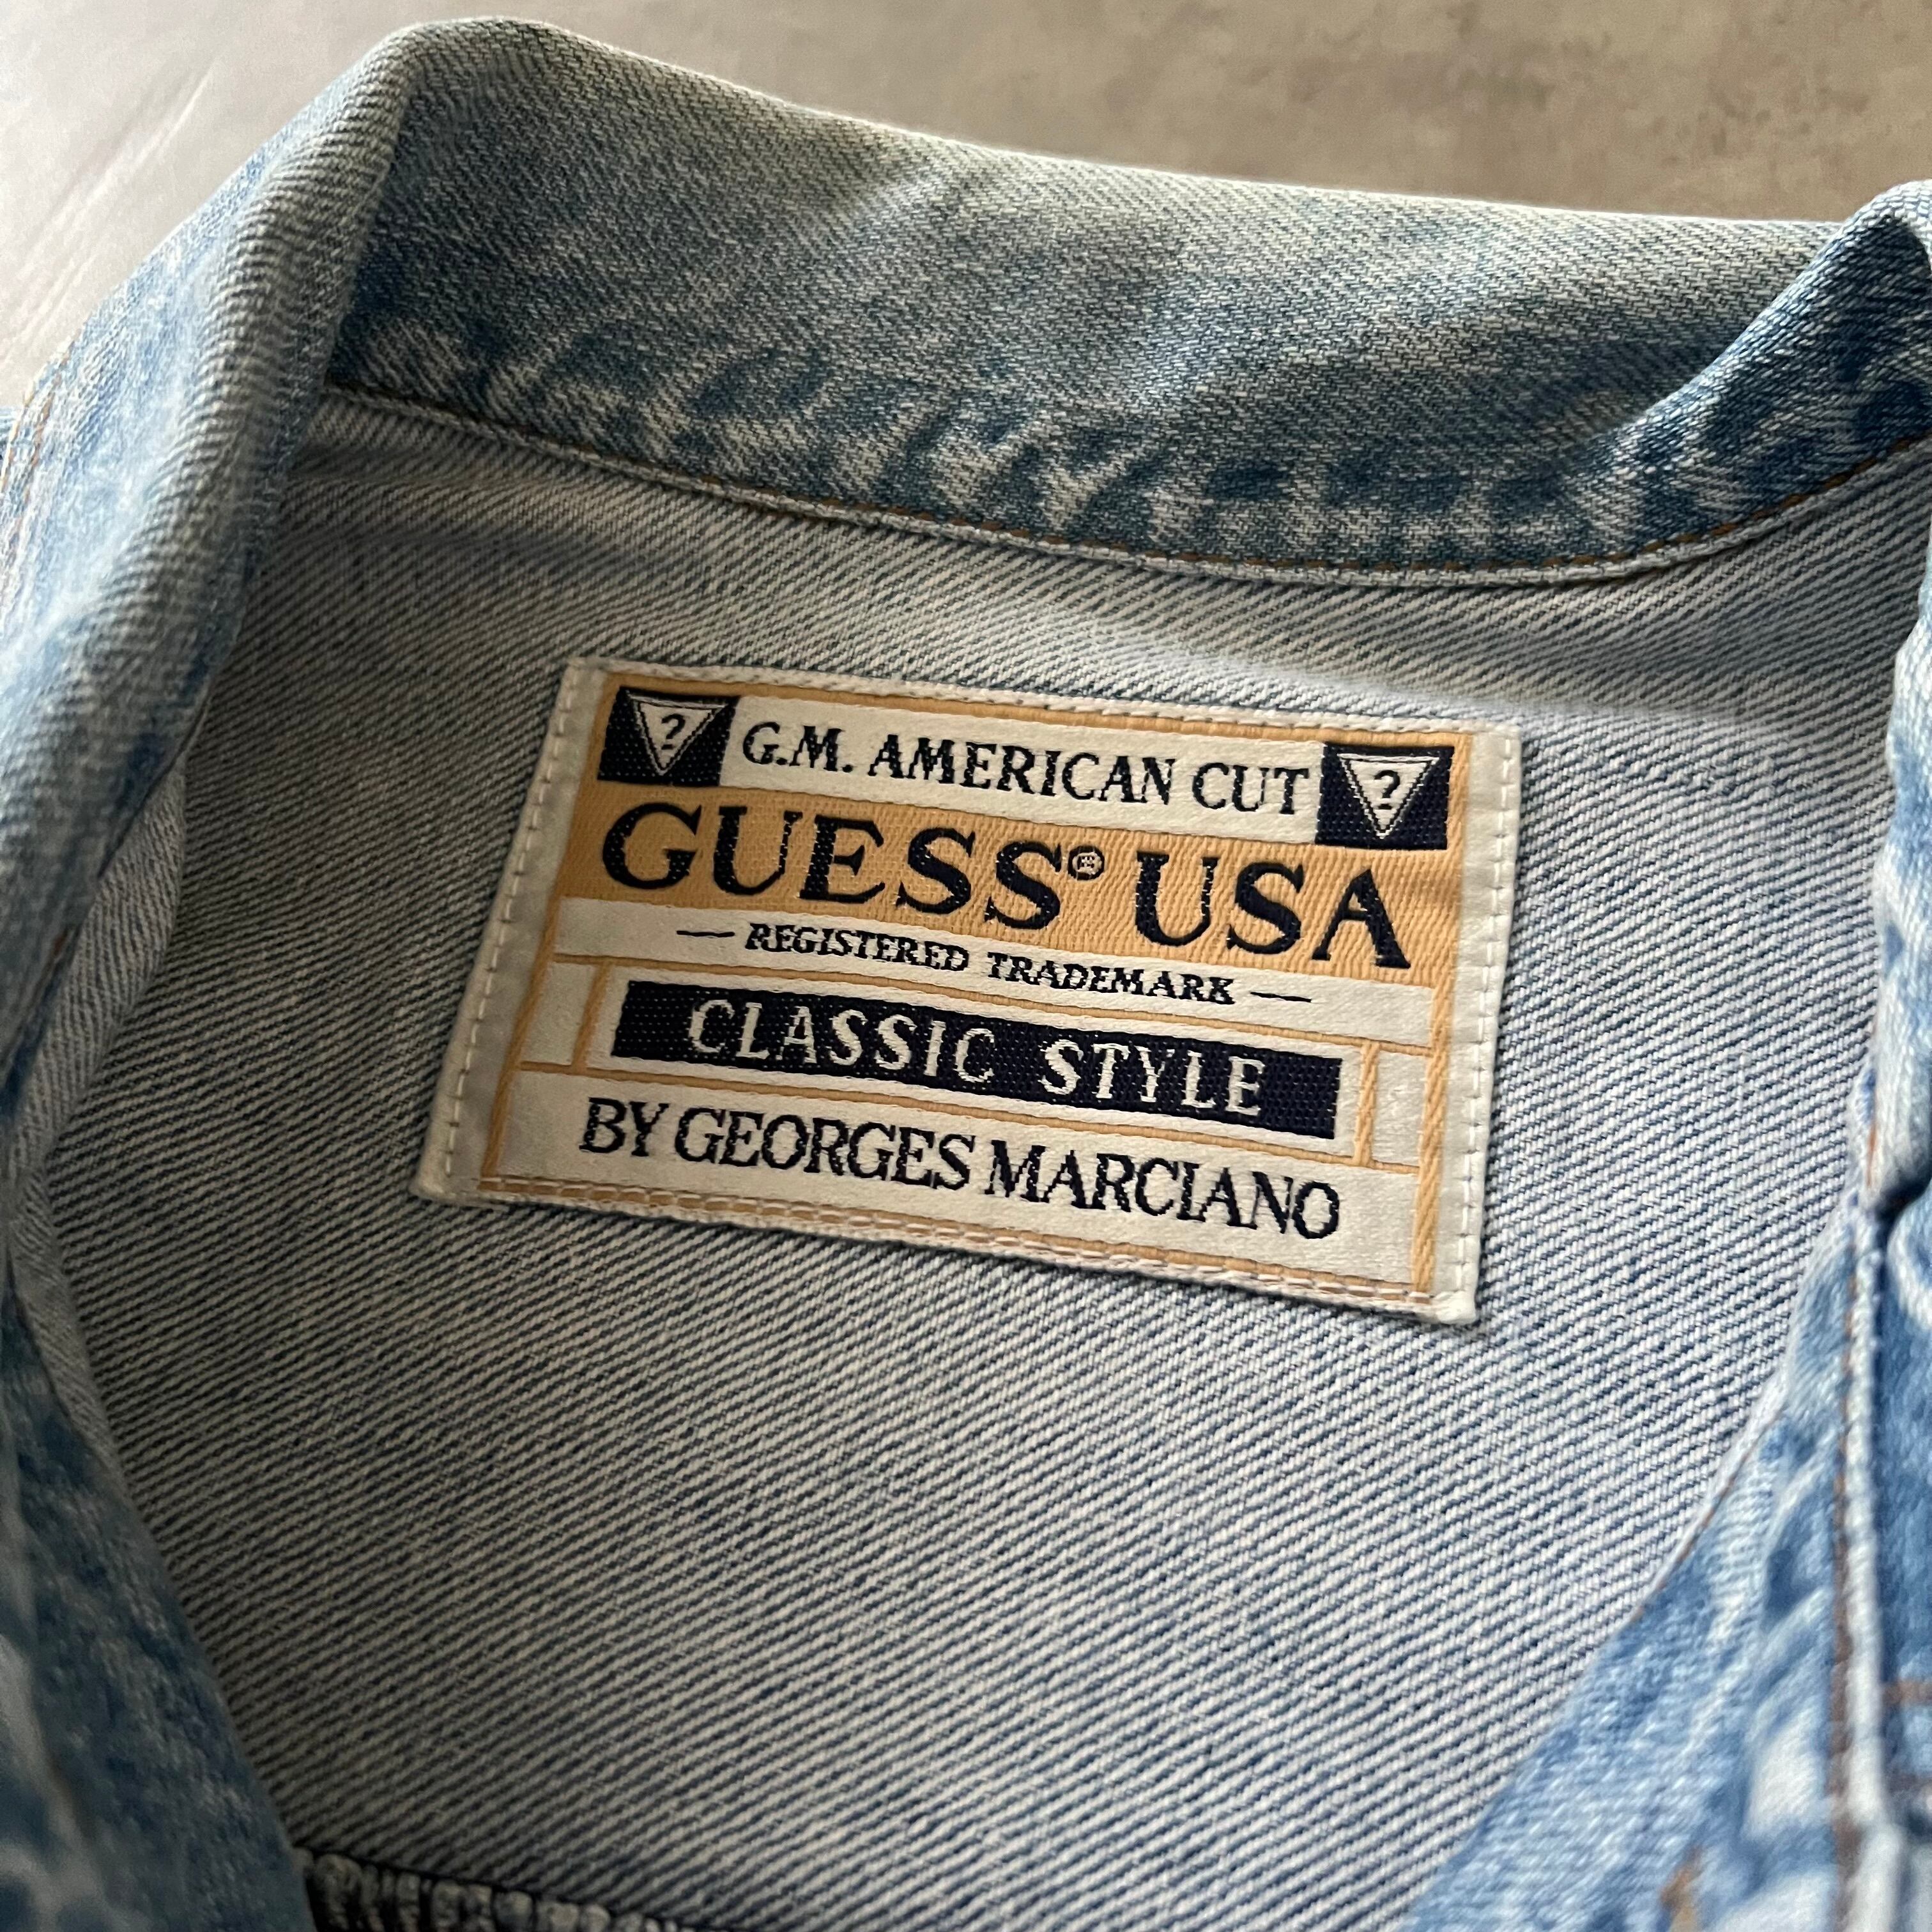 ? G.M. AMERICAN CUT ?
GUESS® USA
— REGISTERED TRADEMARK —
CLASSIC STYLE
BY GEORGES MARCIANO